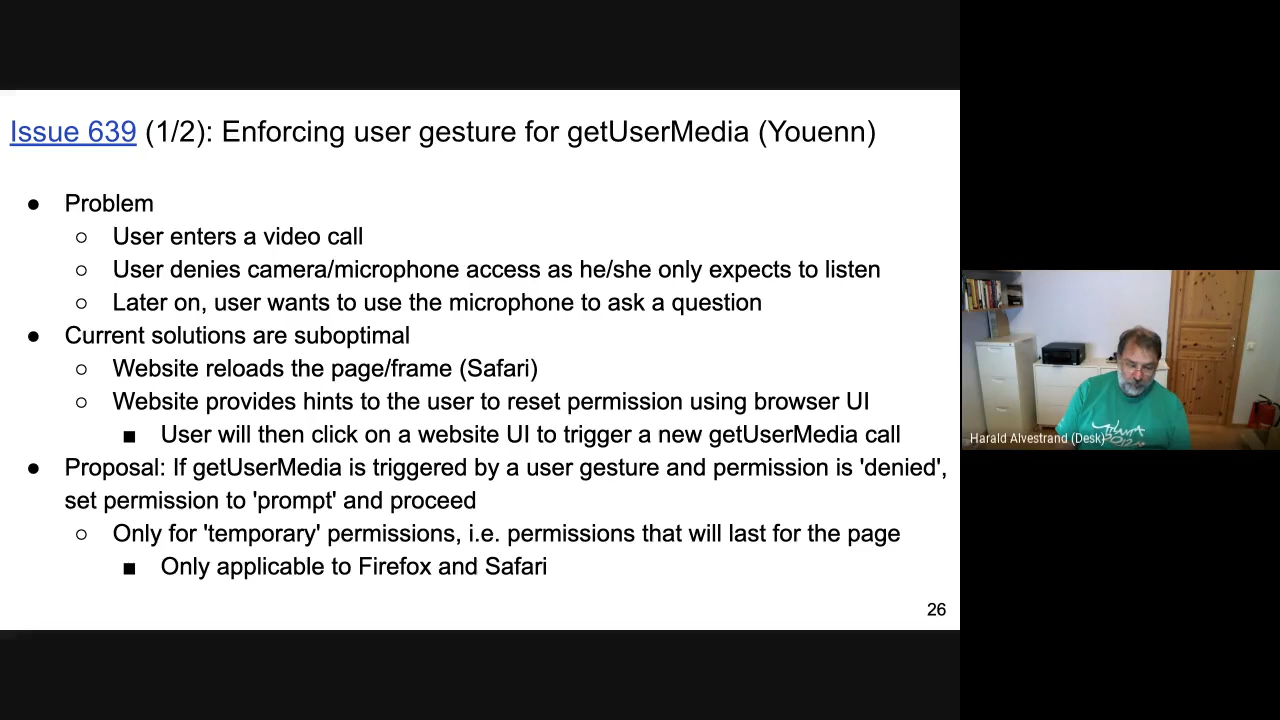 Issue 639 (1/2): Enforcing user gesture for getUserMedia (Youenn)
● Problem
○ User enters a video call
○ User denies camera/microphone access as he/she only expects to listen
○ Later on, user wants to use the microphone to ask a question
● Current solutions are suboptimal
○ Website reloads the page/frame (Safari)
○ Website provides hints to the user to reset permission using browser UI
■ User will then click on a website UI to trigger a new getUserMedia call
● Proposal: If getUserMedia is triggered by a user gesture and permission is 'denied',
set permission to 'prompt' and proceed
○ Only for 'temporary' permissions, i.e. permissions that will last for the page
■ Only applicable to Firefox and Safari
26
Harald Alvestrand (Desk)